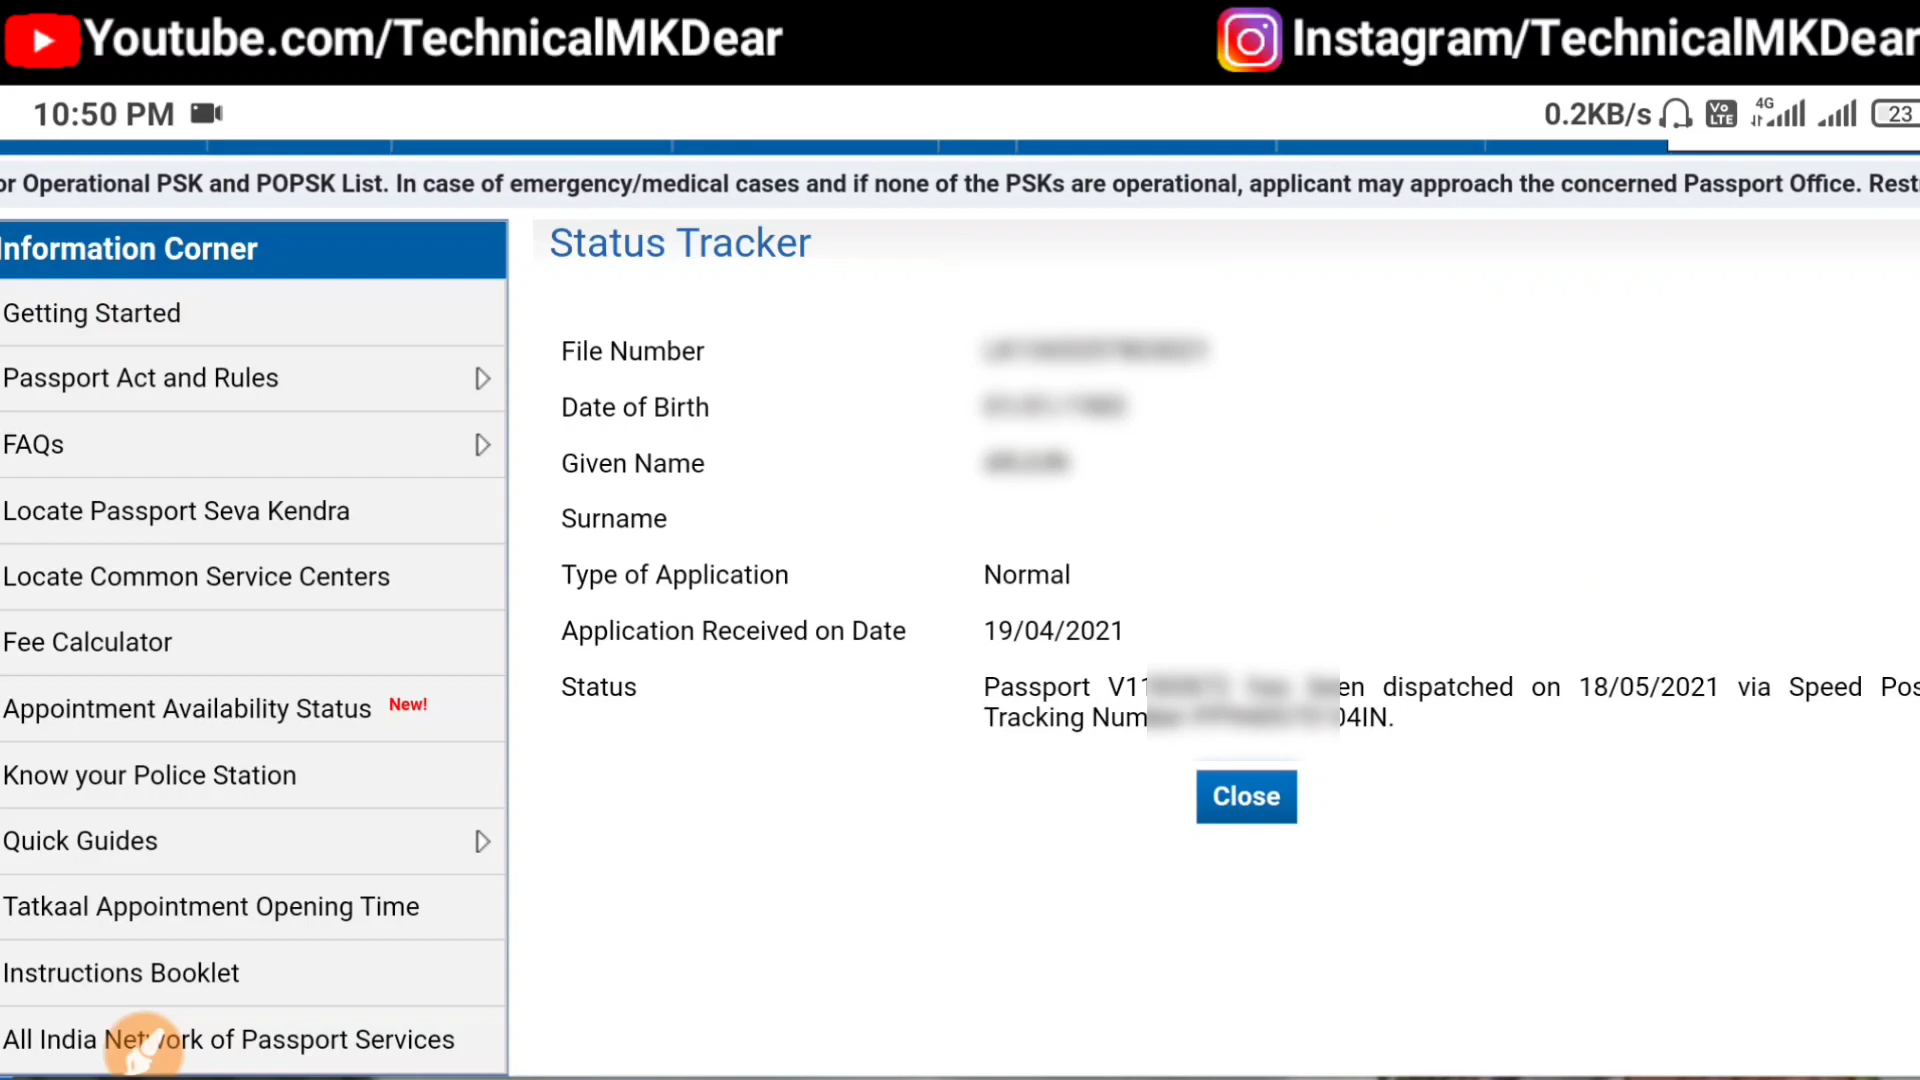 Youtube.com/TechnicalMKDear
Instagram/TechnicalMKDear
10:50 PM
0.2KB/s Vo LTE 4G 23
or Operational PSK and POPSK List. In case of emergency/medical cases and if none of the PSKs are operational, applicant may approach the concerned Passport Office. Rest
Information Corner
Getting Started
Passport Act and Rules
FAQs
Locate Passport Seva Kendra
Locate Common Service Centers
Fee Calculator
Appointment Availability Status New!
Know your Police Station
Quick Guides
Tatkaal Appointment Opening Time
Instructions Booklet
All India Network of Passport Services
Status Tracker
File Number
Date of Birth
Given Name
Surname
Type of Application Normal
Application Received on Date 19/04/2021
Status Passport V11 en dispatched on 18/05/2021 via Speed Pos
Tracking Num 04IN.
Close